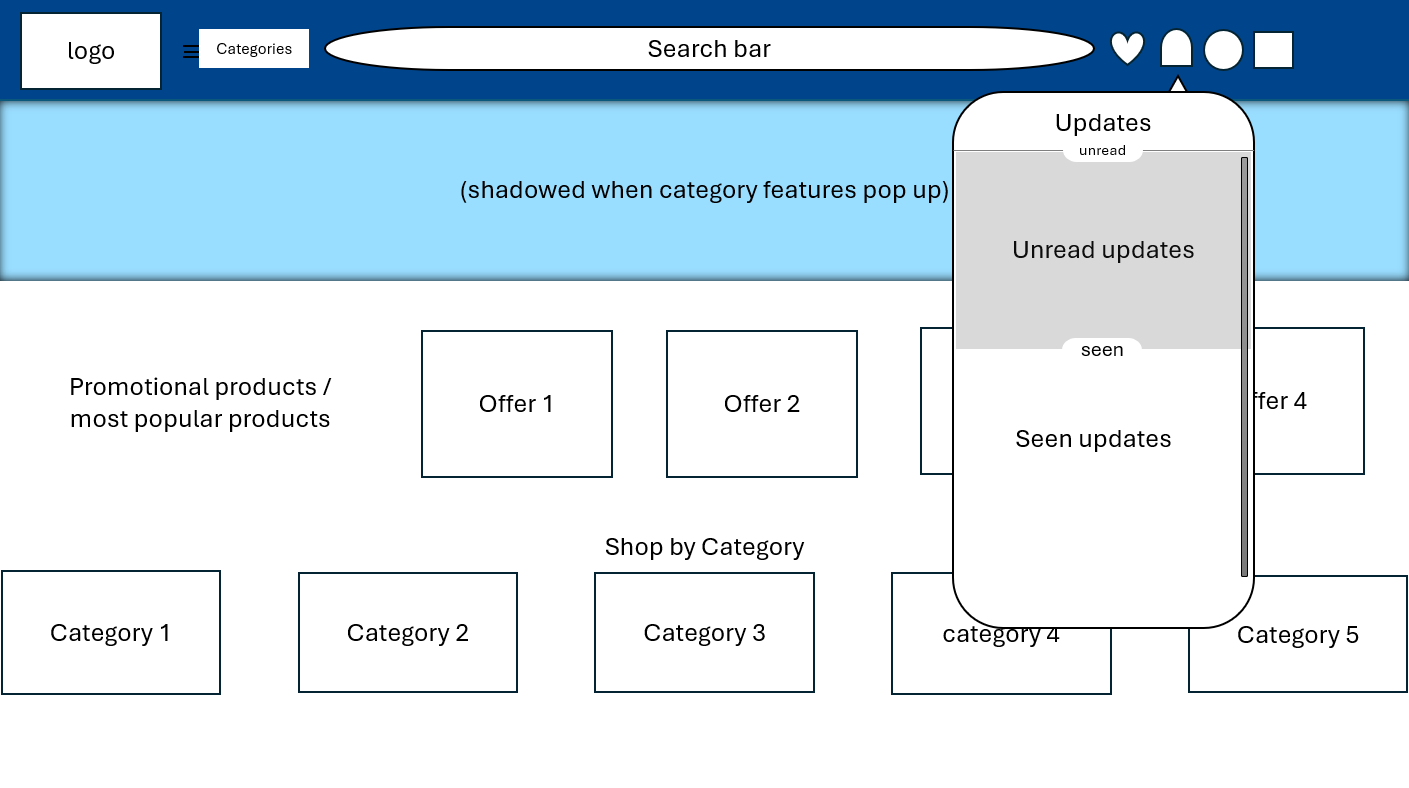 logo
Categories
Search bar
Updates
unread
(shadowed when category features pop up)
Unread updates
seen
Promotional products /
most popular products
Offer 1
Offer 2
ffer 4
Seen updates
Shop by Category
Category 1
Category 2
Category 3
category 4
Category 5